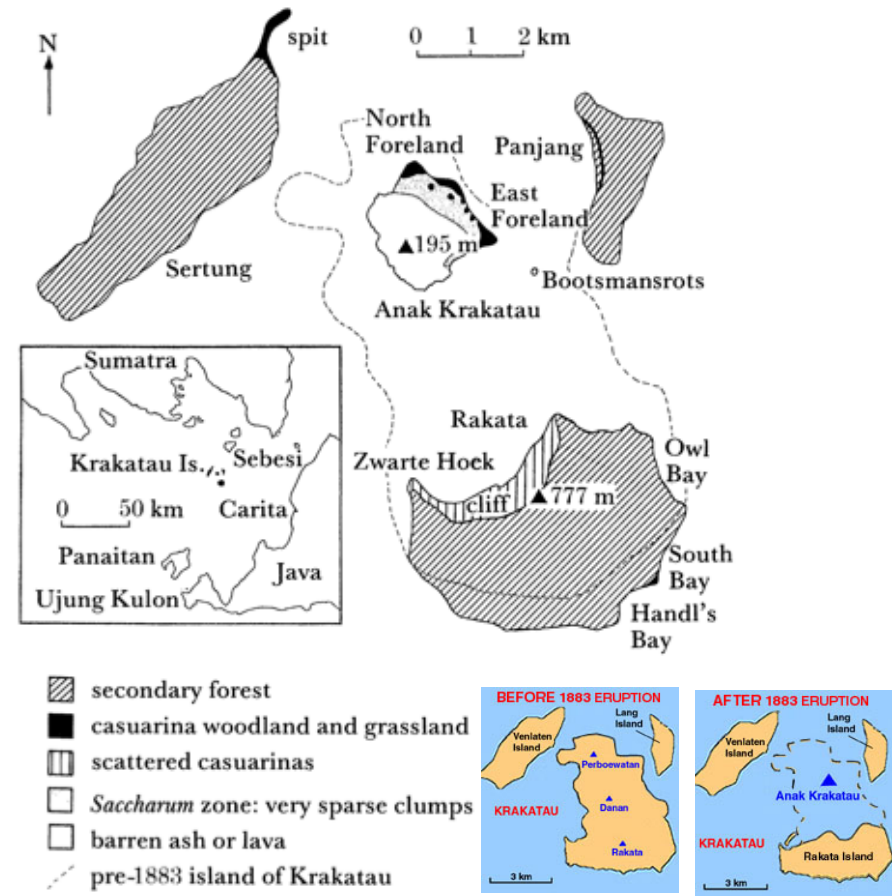 N
spit
0 1 2 km
North
Foreland
Panjang
East
Foreland
195 m
Sertung
Bootsmansrots
Anak Krakatau
Sumatra
Krakatau Is.
Sebesi
0 50 km
Carita
Panaitan
Java
Ujung Kulon
Rakata
Zwarte Hoek
Owl
Bay
cliff
777 m
South
Bay
Handl's
Bay
secondary forest
casuarina woodland and grassland
scattered casuarinas
Saccharum zone: very sparse clumps
barren ash or lava
pre-1883 island of Krakatau
BEFORE 1883 ERUPTION
Lang
Island
Venlaten
Island
Perboewatan
Danan
KRAKATAU
Rakata
3 km
AFTER 1883 ERUPTION
Lang
Island
Venlaten
Island
Anak Krakatau
KRAKATAU
Rakata Island
3 km